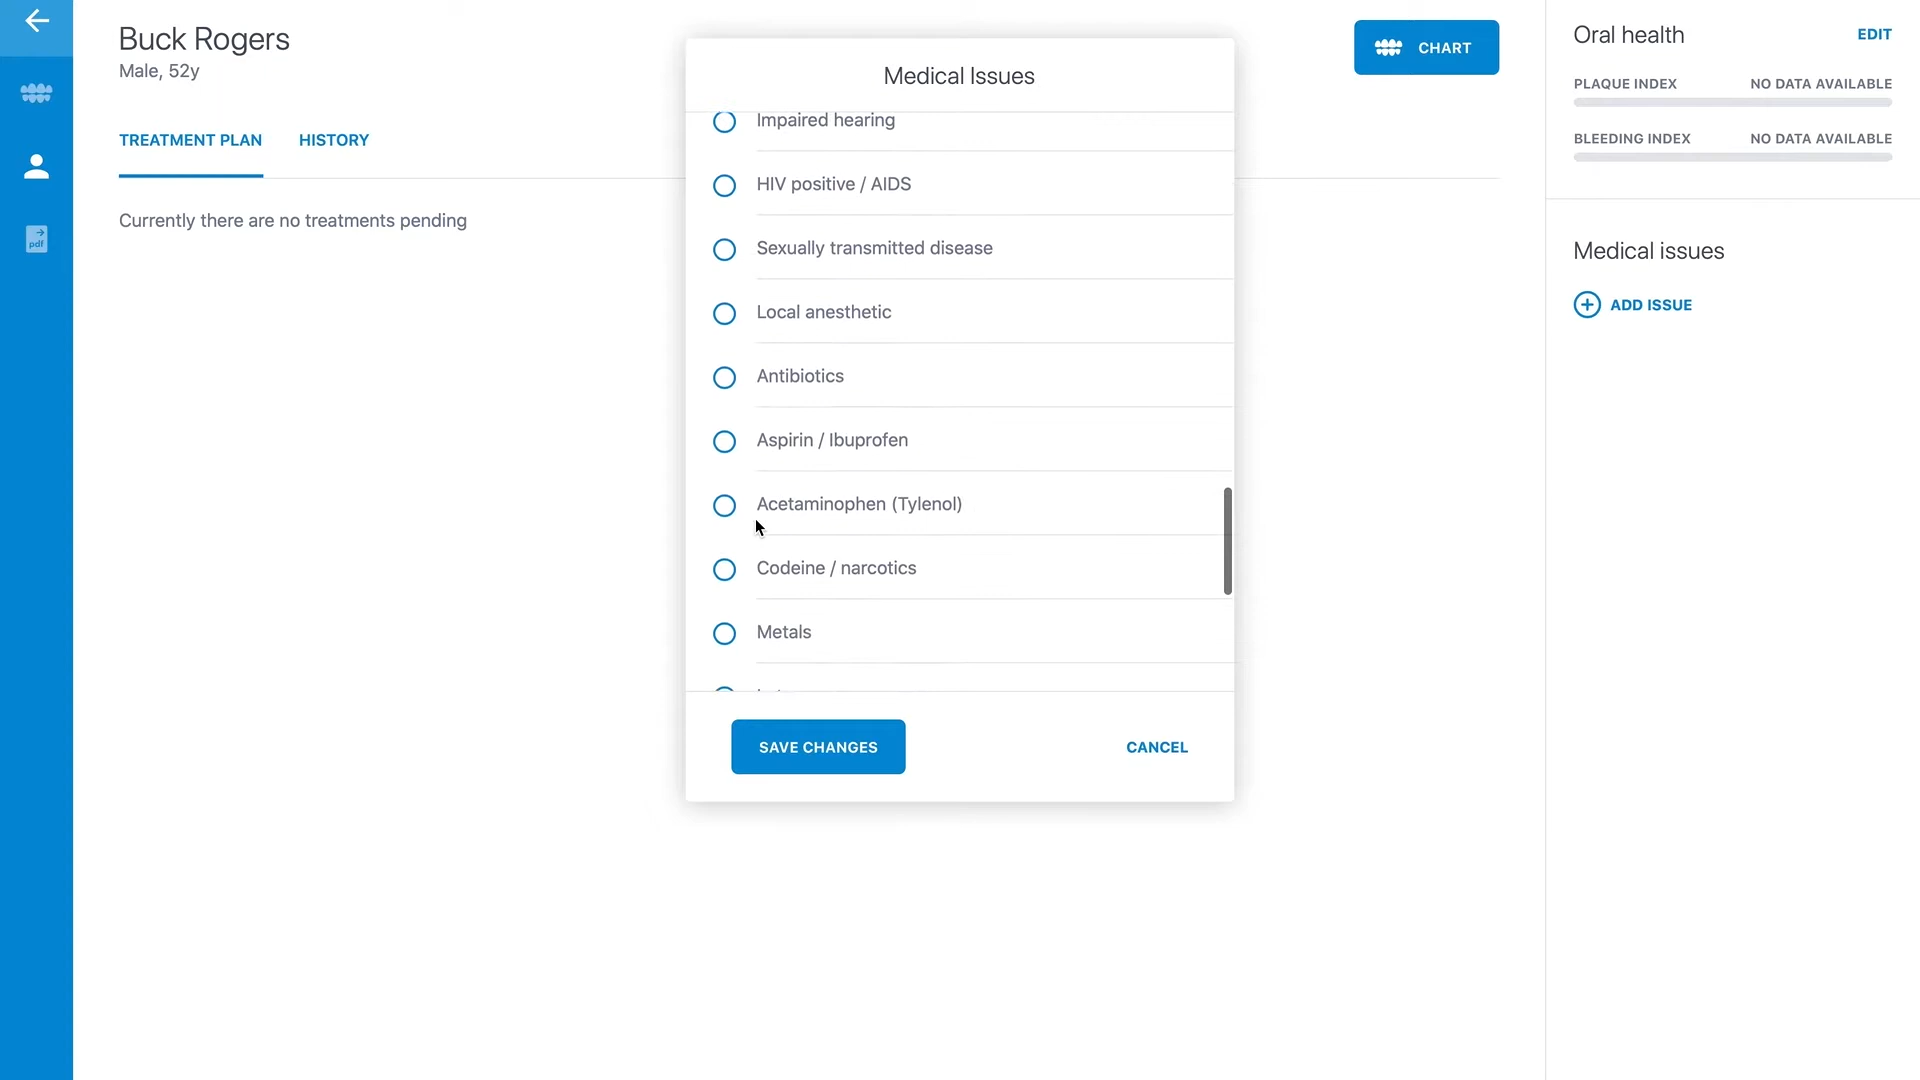 Buck Rogers
Male, 52y
TREATMENT PLAN
HISTORY
Currently there are no treatments pending
pdf
Medical Issues
Impaired hearing
HIV positive / AIDS
Sexually transmitted disease
Local anesthetic
Antibiotics
Aspirin / Ibuprofen
Acetaminophen (Tylenol)
Codeine / narcotics
Metals
SAVE CHANGES
CANCEL
CHART
Oral health
EDIT
PLAQUE INDEX
NO DATA AVAILABLE
BLEEDING INDEX
NO DATA AVAILABLE
Medical issues
ADD ISSUE